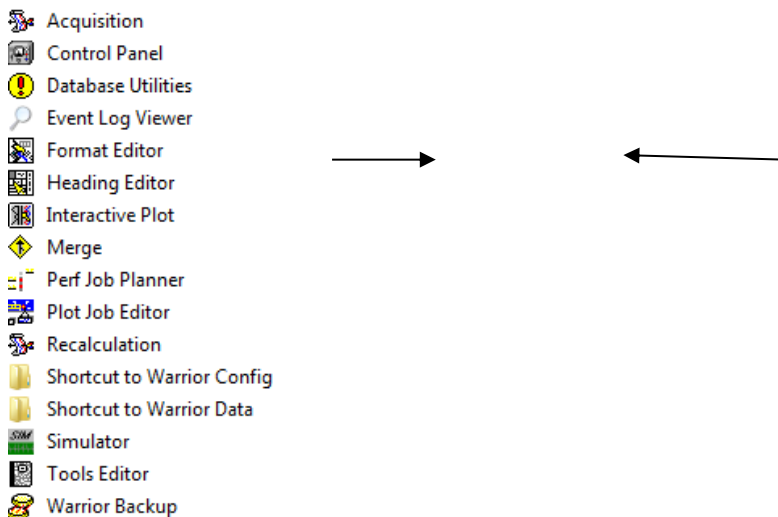 Acquisition
Control Panel
Database Utilities
Event Log Viewer
Format Editor
Heading Editor
Interactive Plot
Merge
Perf Job Planner
Plot Job Editor
Recalculation
Shortcut to Warrior Config
Shortcut to Warrior Data
SIM Simulator
Tools Editor
Warrior Backup